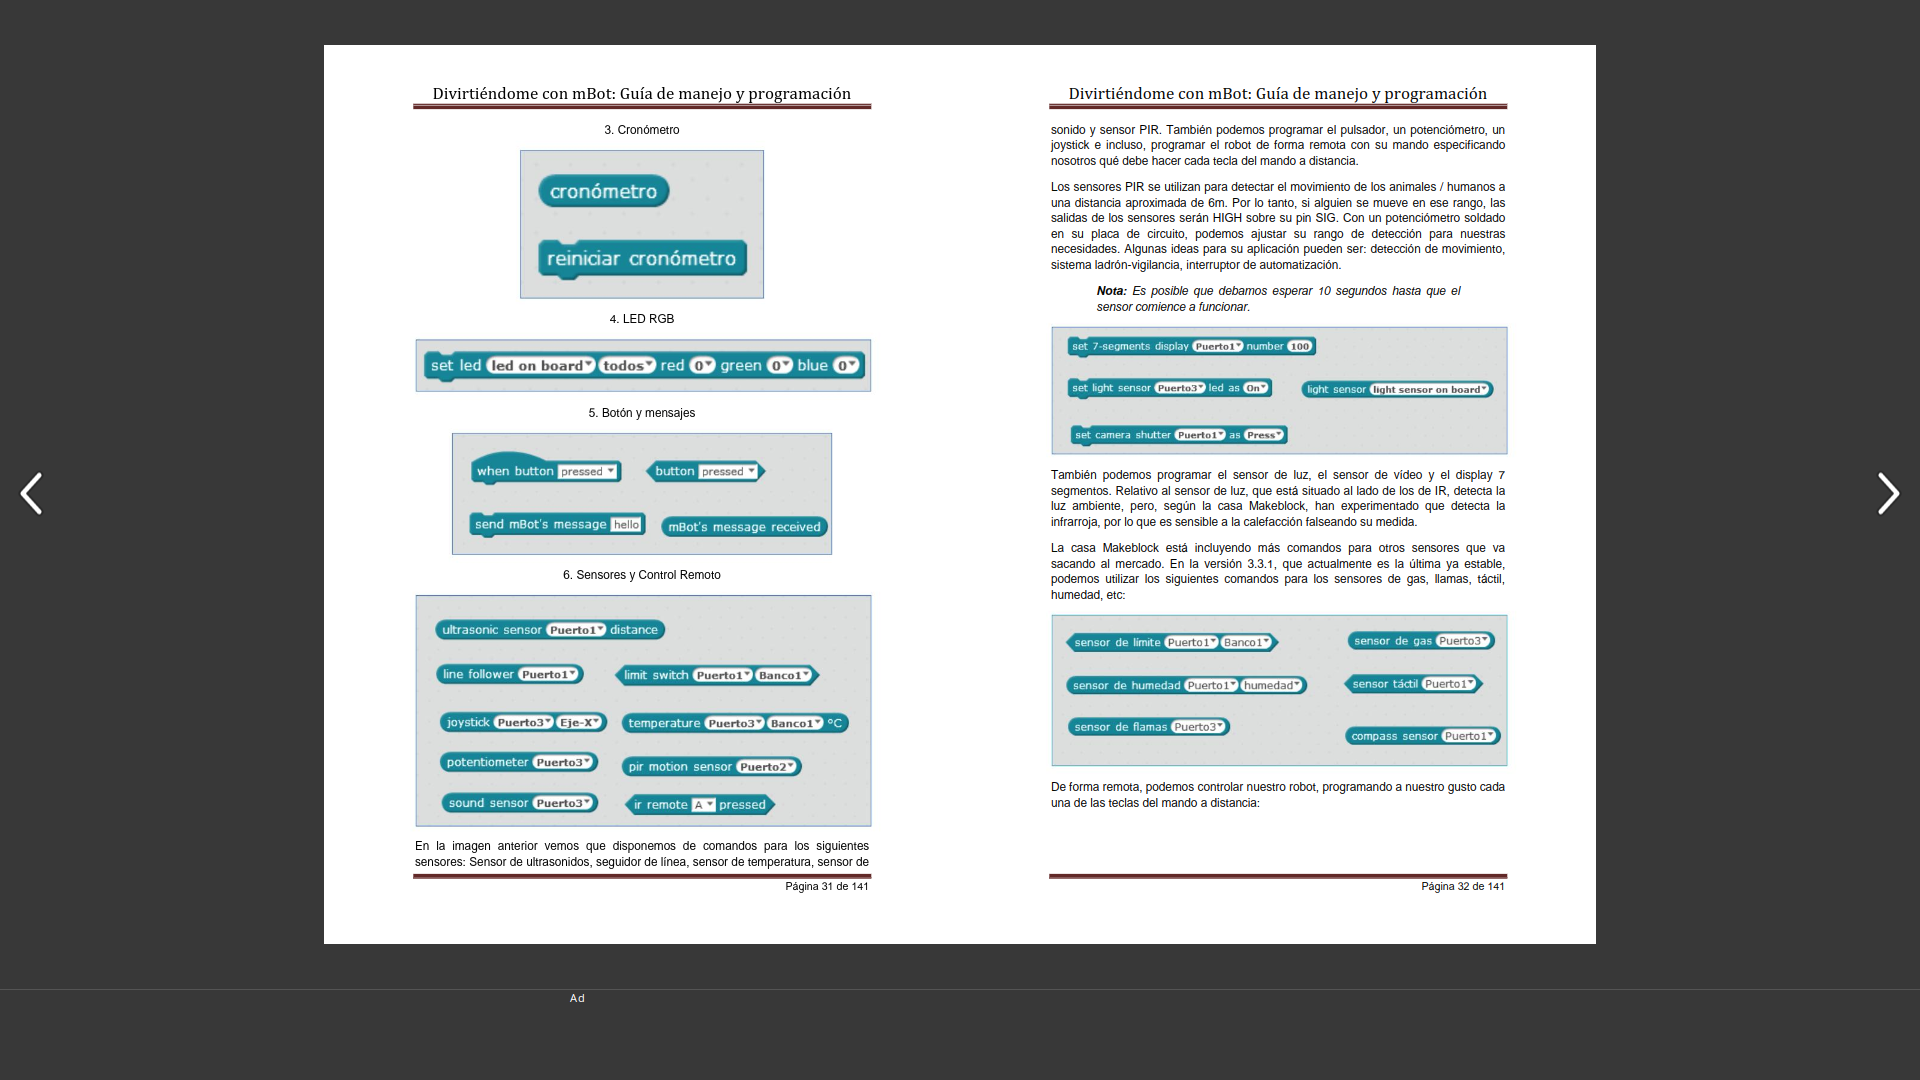 Divirtiéndome con mBot: Guía de manejo y programación
3. Cronómetro
cronómetro
reiniciar cronómetro
4. LED RGB
set led led on board todos red 0 green 0 blue 0
5. Botón y mensajes
when button pressed button pressed
send mBot's message hello mBot's message received
6. Sensores y Control Remoto
ultrasonic sensor Puerto1 distance
line follower Puerto1 limit switch Puerto1 Banco1
joystick Puerto3 Eje-X temperature Puerto3 Banco1 °C
potentiometer Puerto3 pir motion sensor Puerto2
sound sensor Puerto3 ir remote A pressed
En la imagen anterior vemos que disponemos de comandos para los siguientes
sensores: Sensor de ultrasonidos, seguidor de línea, sensor de temperatura, sensor de
Página 31 de 141
Divirtiéndome con mBot: Guía de manejo y programación
sonido y sensor PIR. También podemos programar el pulsador, un potenciómetro, un
joystick e incluso, programar el robot de forma remota con su mando especificando
nosotros qué debe hacer cada tecla del mando a distancia.
Los sensores PIR se utilizan para detectar el movimiento de los animales / humanos a
una distancia aproximada de 6m. Por lo tanto, si alguien se mueve en ese rango, las
salidas de los sensores serán HIGH sobre su pin SIG. Con un potenciómetro soldado
en su placa de circuito, podemos ajustar su rango de detección para nuestras
necesidades. Algunas ideas para su aplicación pueden ser: detección de movimiento,
sistema ladrón-vigilancia, interruptor de automatización.
Nota: Es posible que debamos esperar 10 segundos hasta que el
sensor comience a funcionar.
set 7-segments display Puerto1 number 100
set light sensor Puerto3 led as On light sensor light sensor on board
set camera shutter Puerto1 as Press
También podemos programar el sensor de luz, el sensor de vídeo y el display 7
segmentos. Relativo al sensor de luz, que está situado al lado de los de IR, detecta la
luz ambiente, pero, según la casa Makeblock, han experimentado que detecta la
infrarroja, por lo que es sensible a la calefacción falseando su medida.
La casa Makeblock está incluyendo más comandos para otros sensores que va
sacando al mercado. En la versión 3.3.1, que actualmente es la última ya estable,
podemos utilizar los siguientes comandos para los sensores de gas, llamas, táctil,
humedad, etc:
sensor de límite Puerto1 Banco1 sensor de gas Puerto3
sensor de humedad Puerto1 humedad sensor táctil Puerto1
sensor de flamas Puerto3 compass sensor Puerto1
De forma remota, podemos controlar nuestro robot, programando a nuestro gusto cada
una de las teclas del mando a distancia:
Página 32 de 141
Ad